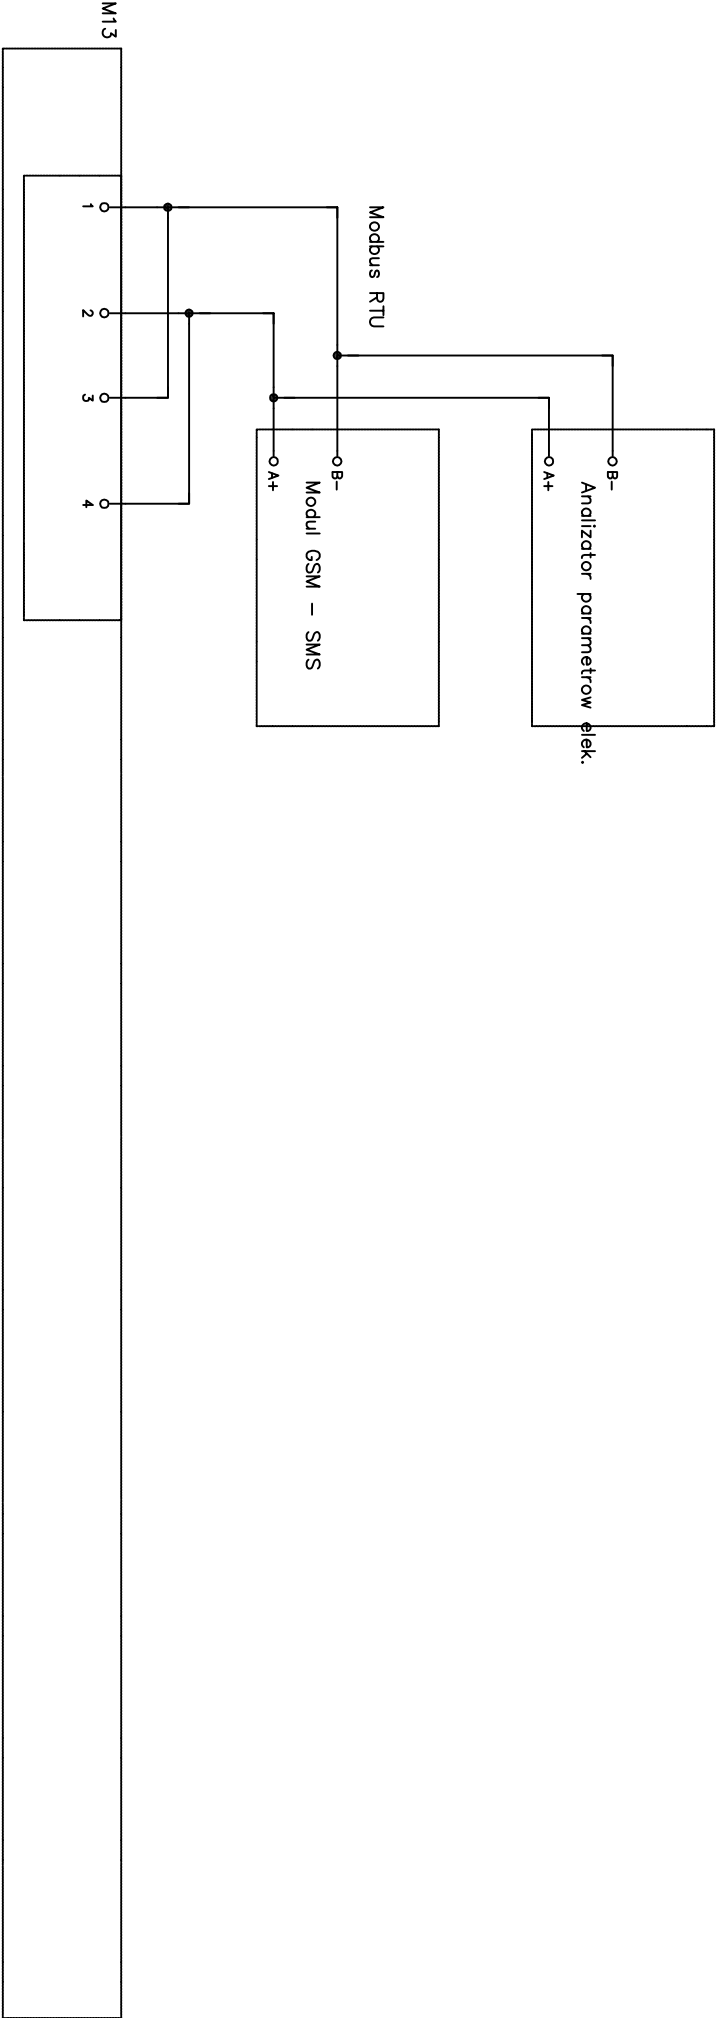 M13
1
2
3
4
Modbus RTU
A+
B-
Modul GSM - SMS
A+
B-
Analizator parametrow elek.